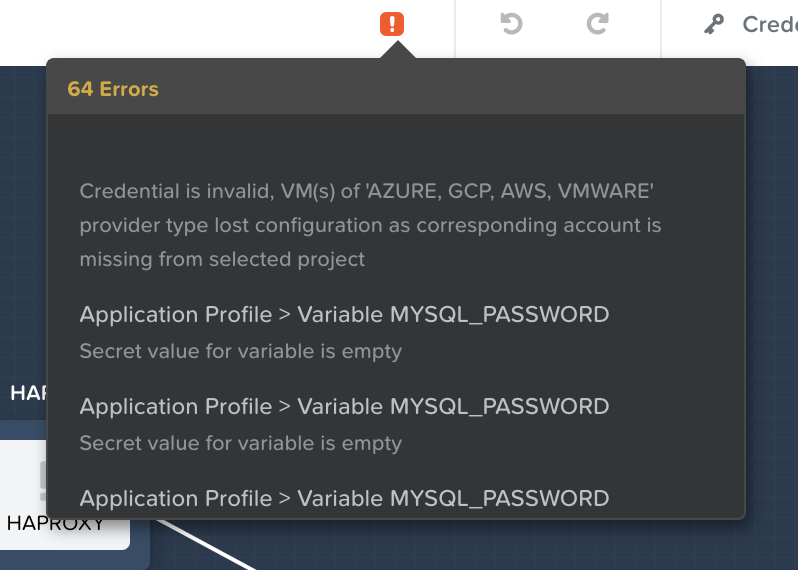 Crede
64 Errors
Credential is invalid, VM(s) of 'AZURE, GCP, AWS, VMWARE'
provider type lost configuration as corresponding account is
missing from selected project
Application Profile > Variable MYSQL_PASSWORD
Secret value for variable is empty
Application Profile > Variable MYSQL_PASSWORD
Secret value for variable is empty
Application Profile > Variable MYSQL_PASSWORD
HAP
HAPROXY